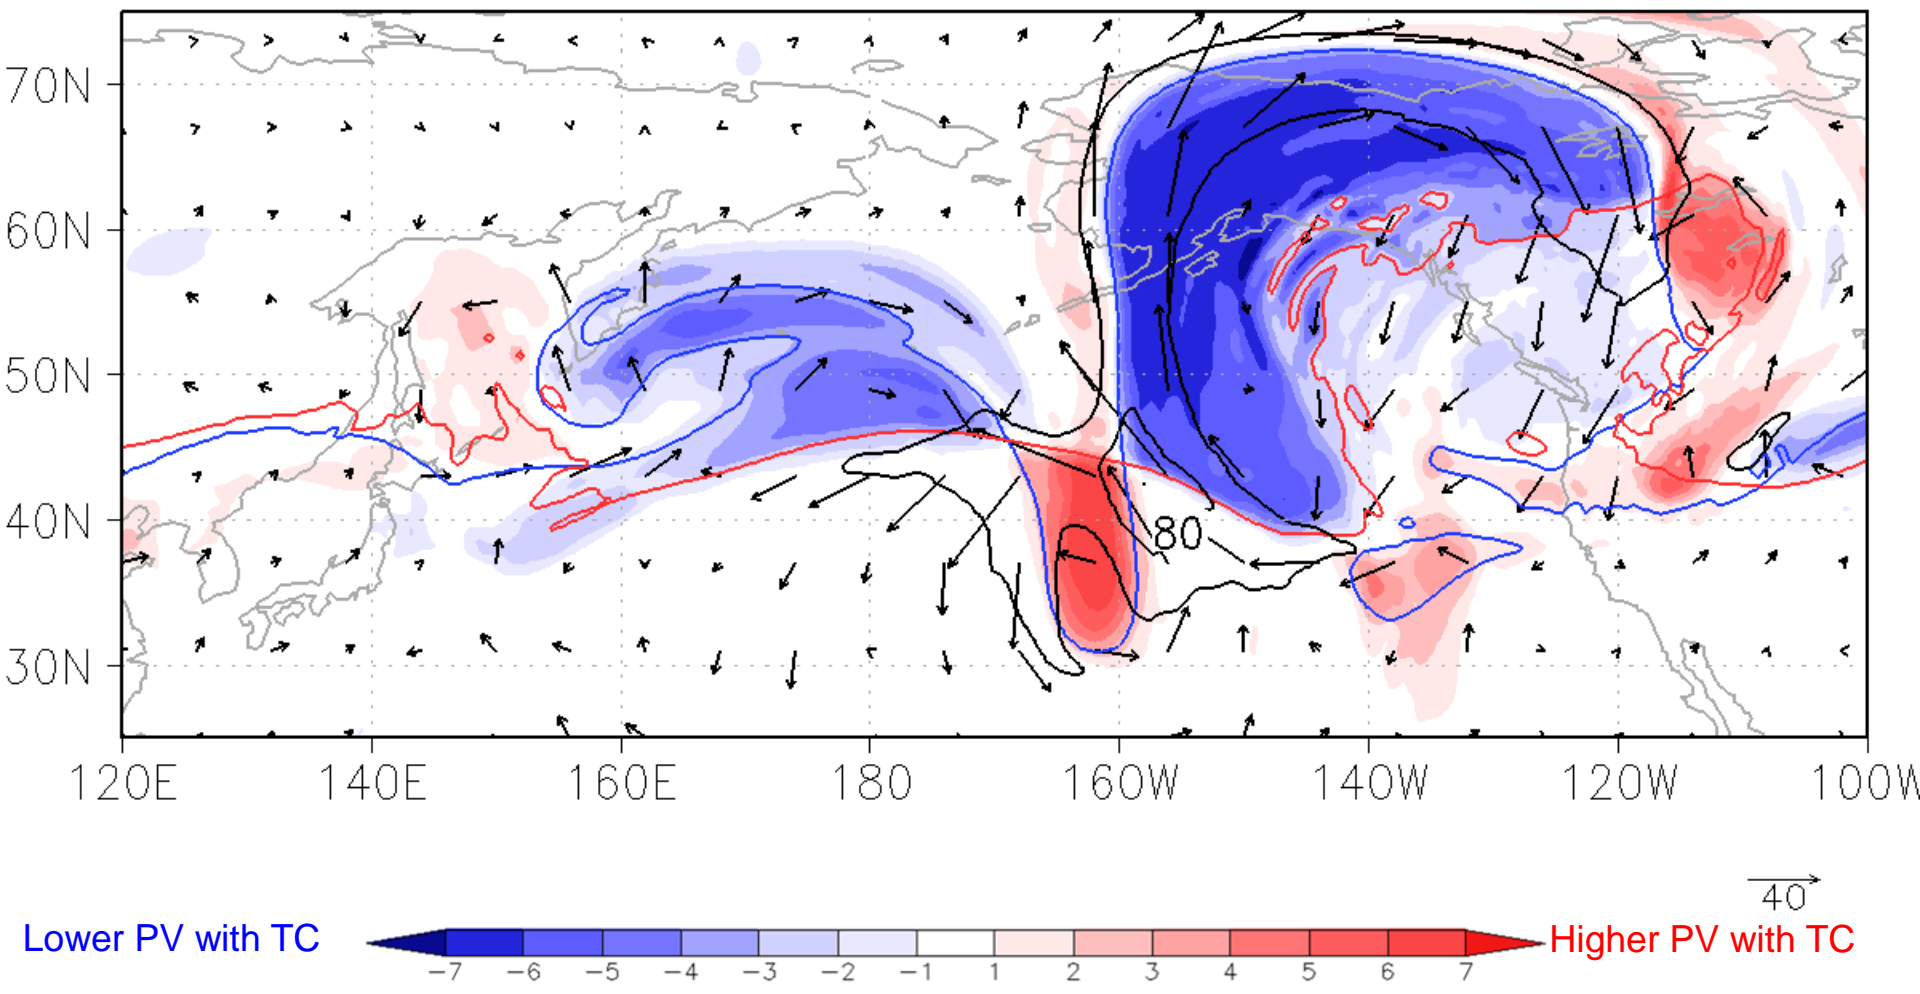 70N
60N
50N
40N
30N
80
120E 140E 160E 180 160W 140W 120W 100W
40
Lower PV with TC
Higher PV with TC
-7 -6 -5 -4 -3 -2 -1 1 2 3 4 5 6 7